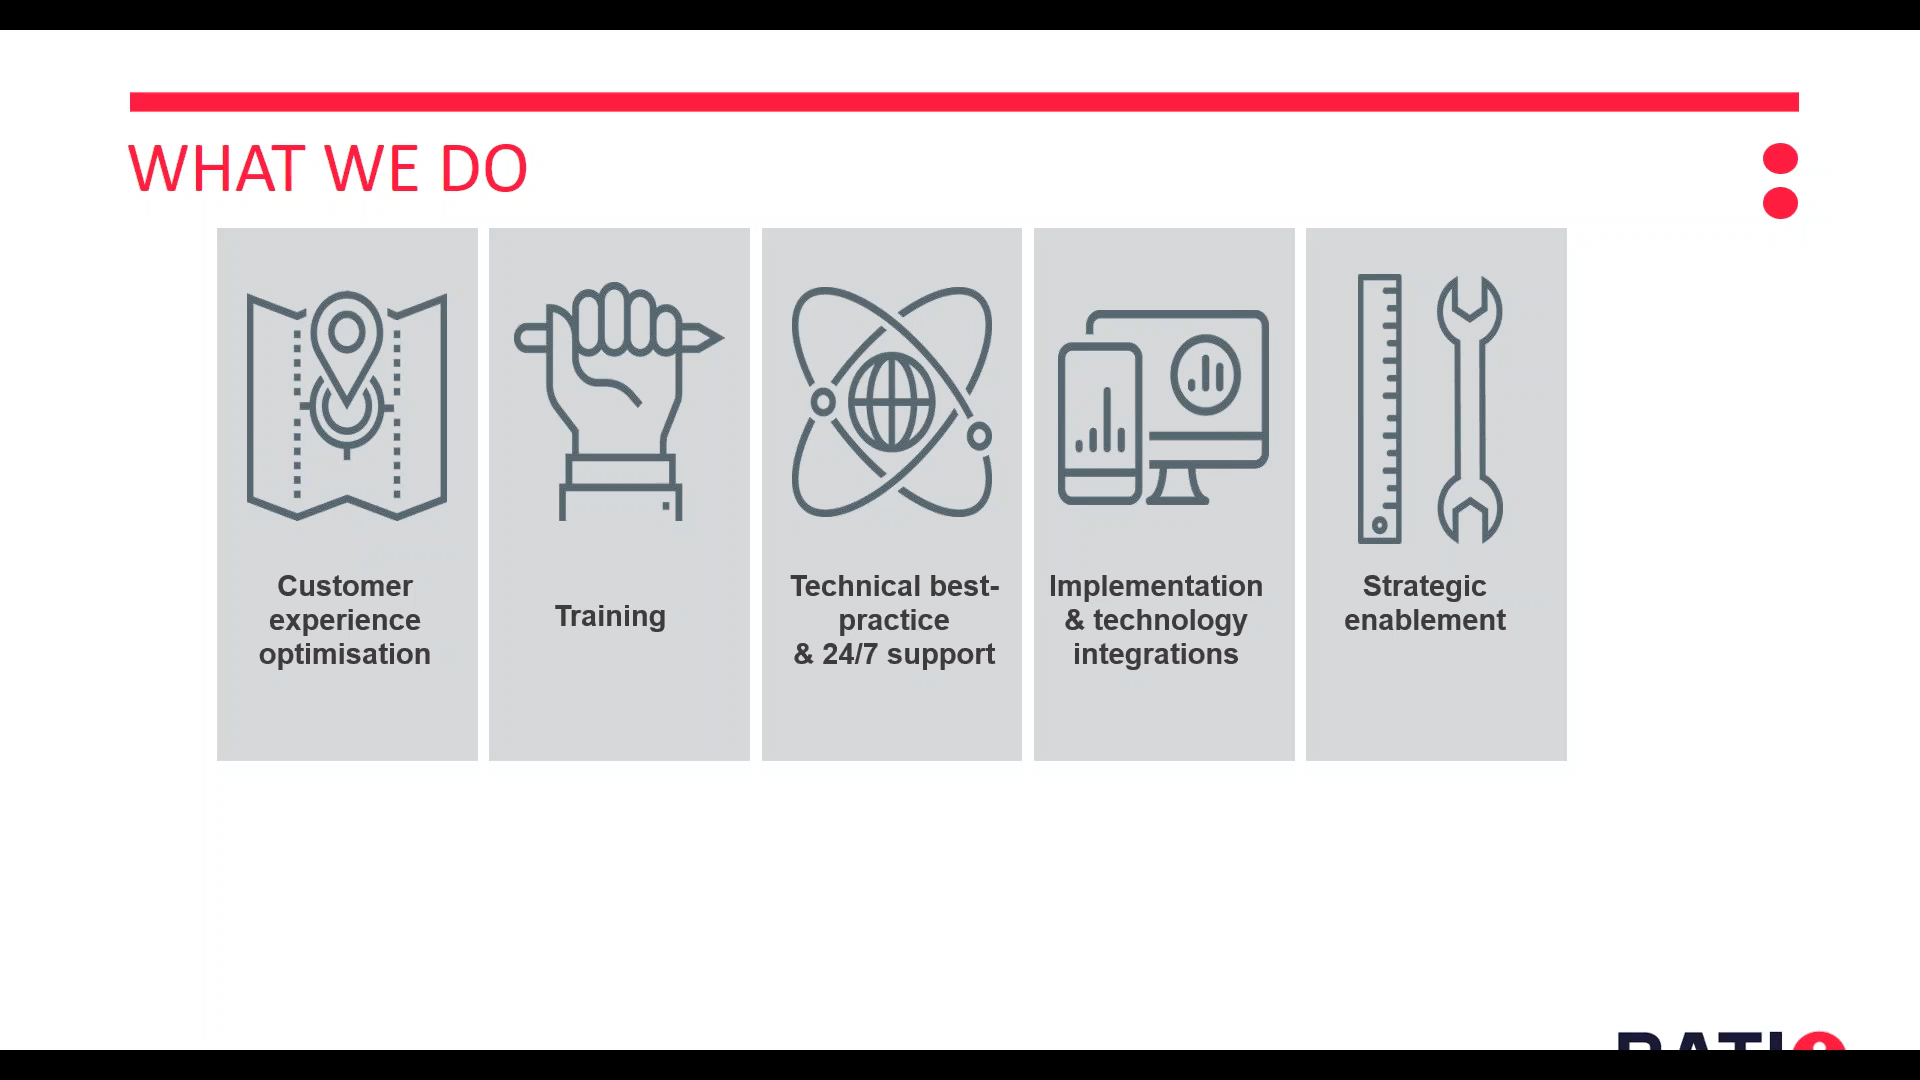 WHAT WE DO
Customer
experience
optimisation
Training
Technical best-
practice
& 24/7 support
Implementation
& technology
integrations
Strategic
enablement